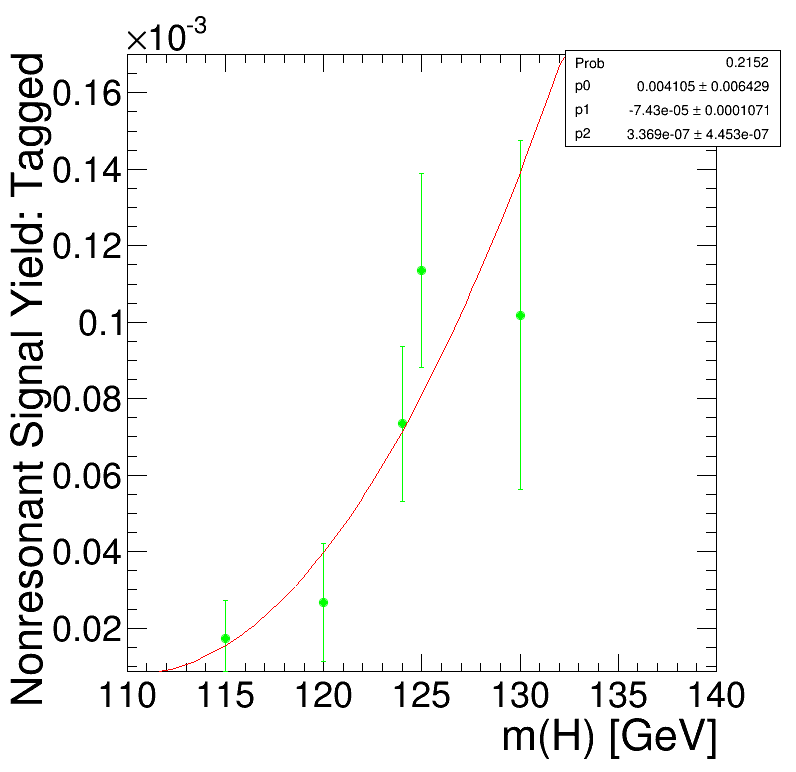 ×10⁻³
Prob 0.2152
p0 0.004105 ± 0.006429
p1 -7.43e-05 ± 0.0001071
p2 3.369e-07 ± 4.453e-07
Nonresonant Signal Yield: Tagged
0.16
0.14
0.12
0.1
0.08
0.06
0.04
0.02
110 115 120 125 130 135 140
m(H) [GeV]